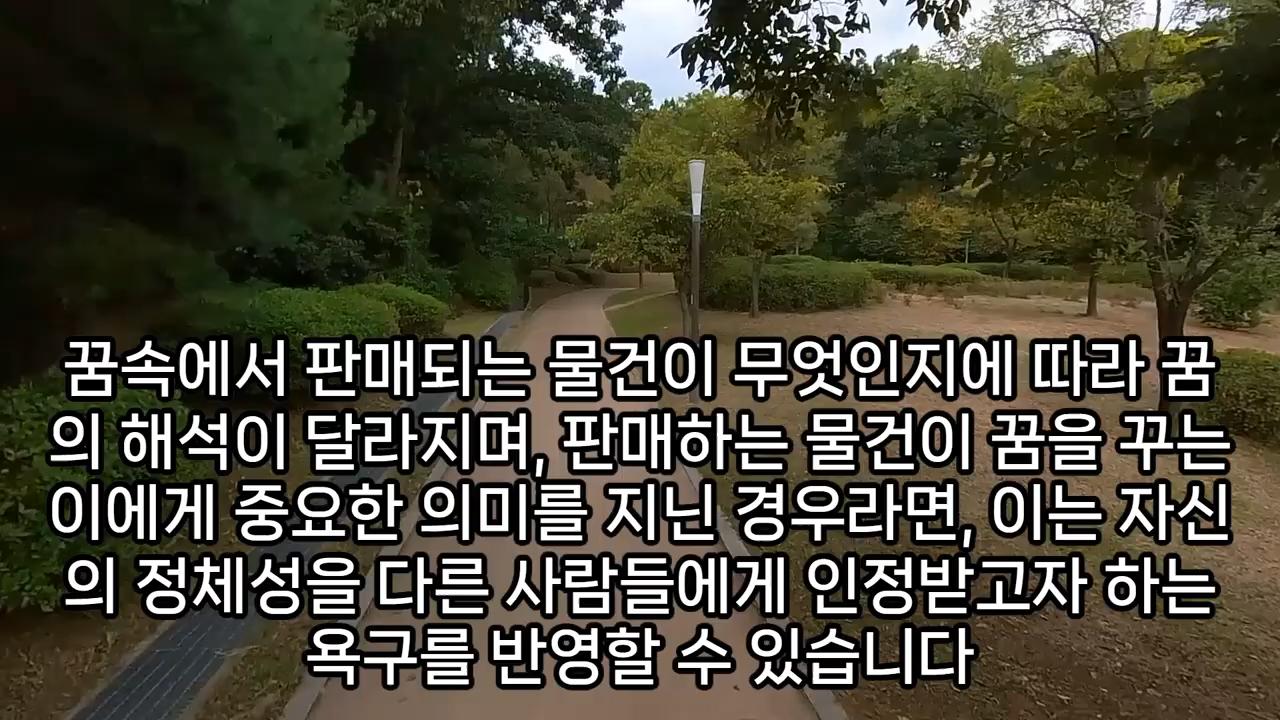 꿈속에서 판매되는 물건이 무엇인지에 따라 꿈
의 해석이 달라지며, 판매하는 물건이 꿈을 꾸는
이에게 중요한 의미를 지닌 경우라면, 이는 자신
의 정체성을 다른 사람들에게 인정받고자 하는
욕구를 반영할 수 있습니다